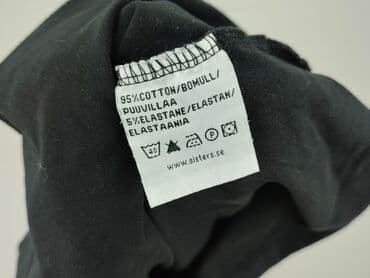 95%COTTON/BOMULL/
PUUVILLAA
5%ELASTANE/ELASTAN/
ELASTAANIA
40 P
www.sisters.se